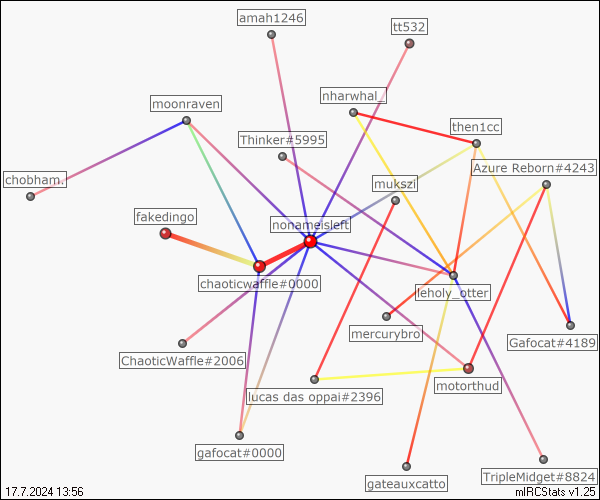 amah1246
tt532
moonraven
nharwhal_
then1cc
Thinker#5995
Azure Reborn#4243
chobham.
mukszi
fakedingo
nonameisleft
chaoticwaffle#0000
leholy_otter
mercurybro
Gafocat#4189
ChaoticWaffle#2006
motorthud
lucas das oppai#2396
gafocat#0000
gateauxcatto
TripleMidget#8824
17.7.2024 13:56
mIRCStats v1.25